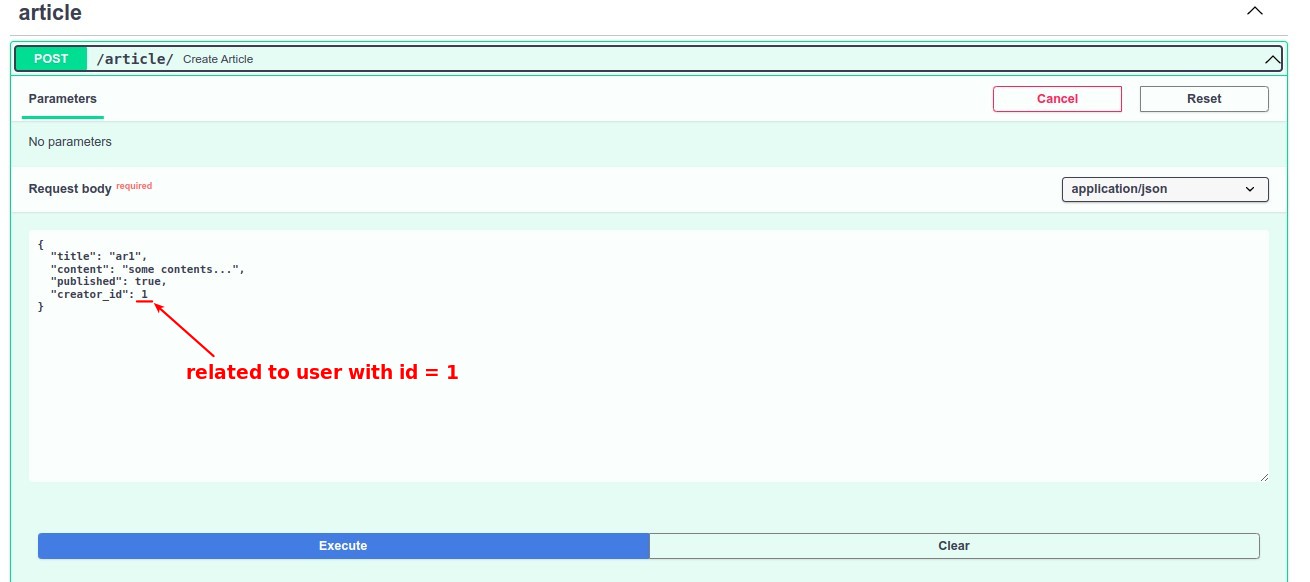 article
POST /article/ Create Article
Parameters Cancel Reset
No parameters
Request body required application/json
{
"title": "ar1",
"content": "some contents...",
"published": true,
"creator_id": 1
}
related to user with id = 1
Execute Clear